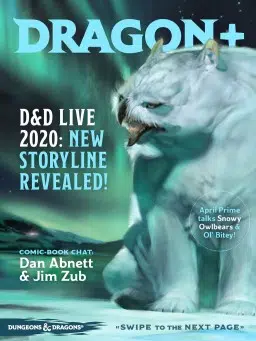 DRAGON+
D&D LIVE
2020: NEW
STORYLINE
REVEALED!
April Prime
talks Snowy
Owlbears &
Ol' Bitey!
COMIC-BOOK CHAT:
Dan Abnett
& Jim Zub
DUNGEONS & DRAGONS®
«SWIPE TO THE NEXT PAGE»